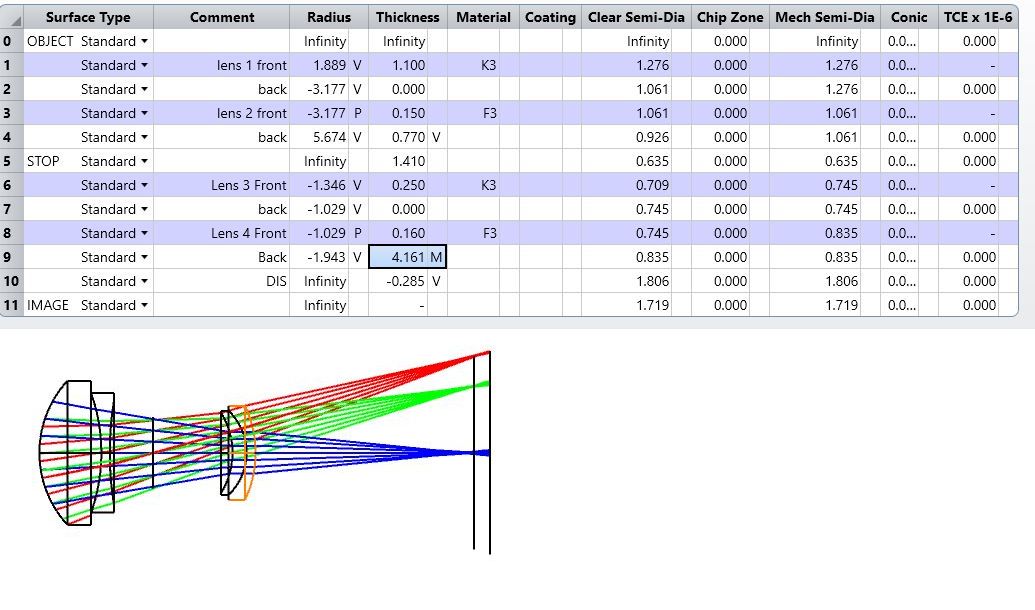 Surface Type Comment Radius Thickness Material Coating Clear Semi-Dia Chip Zone Mech Semi-Dia Conic TCE x 1E-6
0 OBJECT Standard Infinity Infinity Infinity 0.000 Infinity 0.0... 0.000
1 Standard lens 1 front 1.889 V 1.100 K3 1.276 0.000 1.276 0.0... -
2 Standard back -3.177 V 0.000 1.061 0.000 1.276 0.0... 0.000
3 Standard lens 2 front -3.177 P 0.150 F3 1.061 0.000 1.061 0.0... -
4 Standard back 5.674 V 0.770 V 0.926 0.000 1.061 0.0... 0.000
5 STOP Standard Infinity 1.410 0.635 0.000 0.635 0.0... 0.000
6 Standard Lens 3 Front -1.346 V 0.250 K3 0.709 0.000 0.745 0.0... -
7 Standard back -1.029 V 0.000 0.745 0.000 0.745 0.0... 0.000
8 Standard Lens 4 Front -1.029 P 0.160 F3 0.745 0.000 0.835 0.0... -
9 Standard Back -1.943 V 4.161 M 0.835 0.000 0.835 0.0... 0.000
10 Standard DIS Infinity -0.285 V 1.806 0.000 1.806 0.0... 0.000
11 IMAGE Standard Infinity - 1.719 0.000 1.719 0.0... 0.000